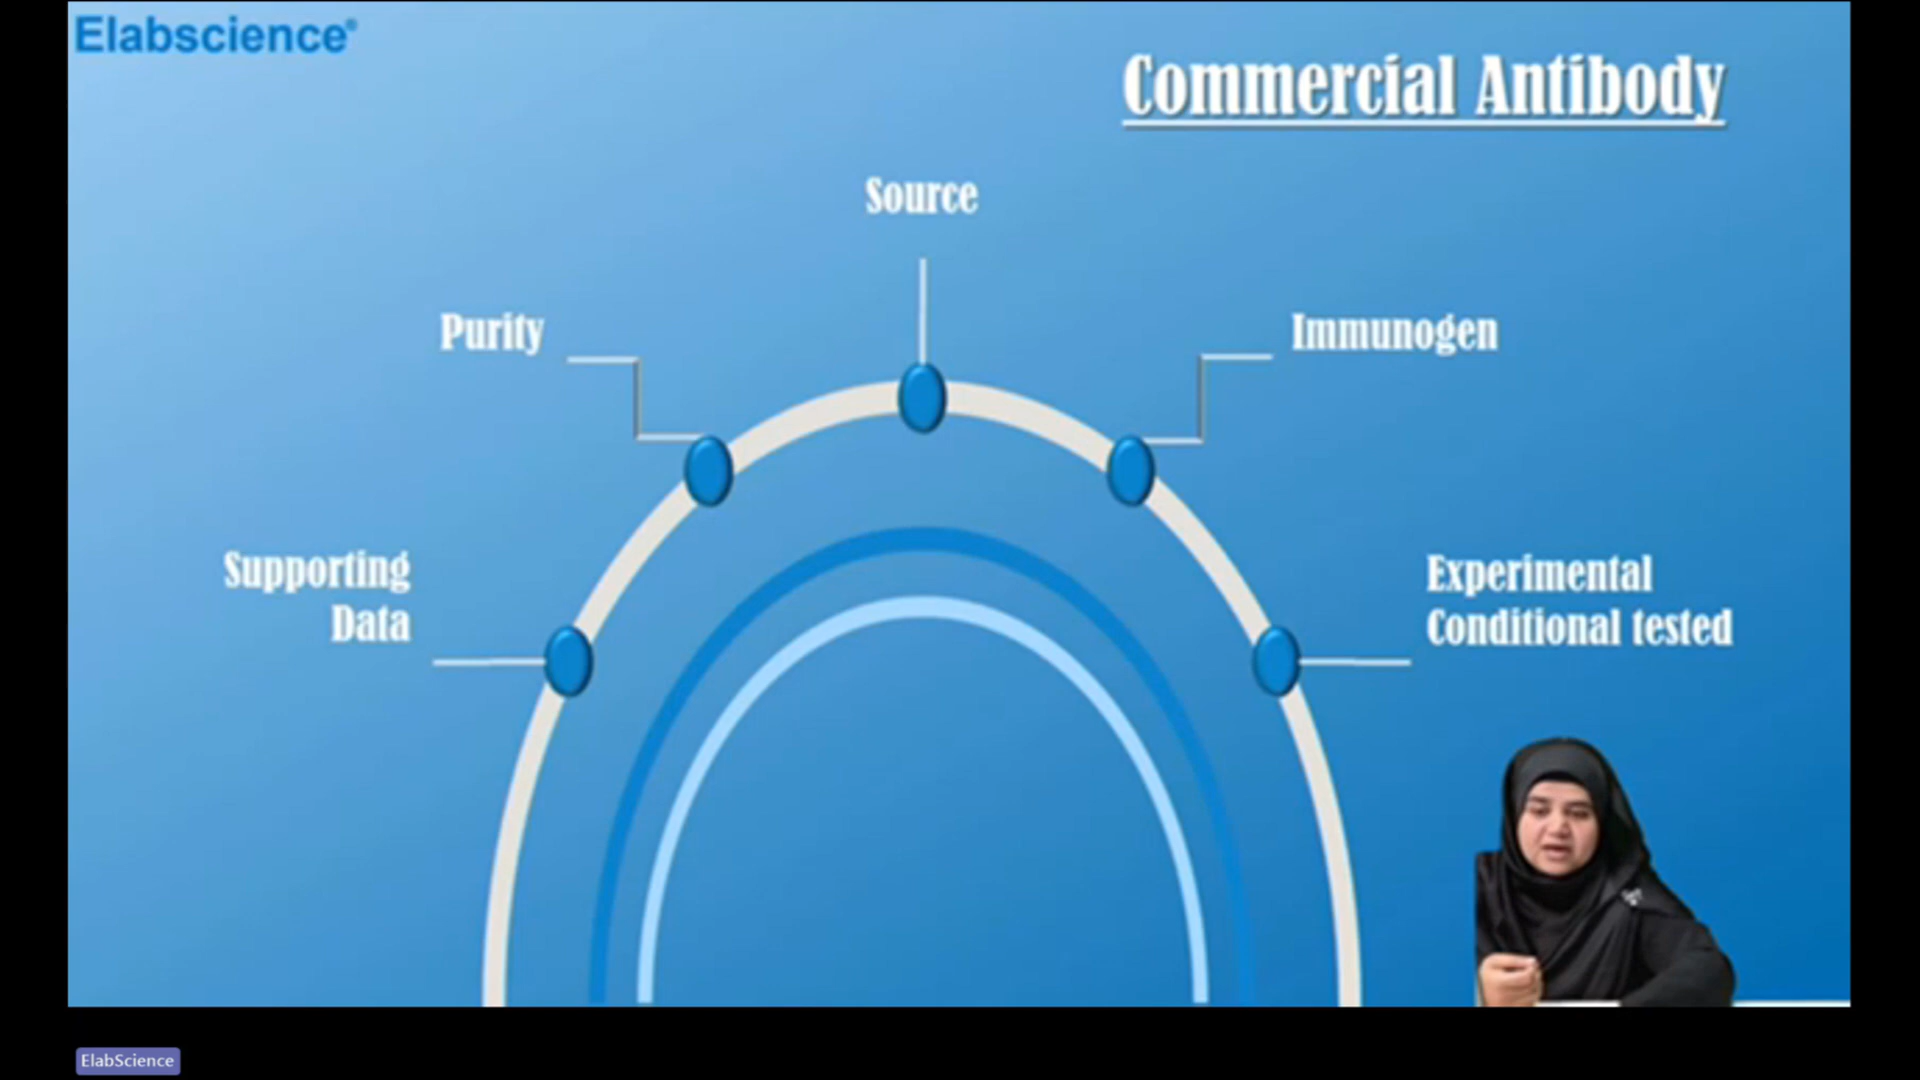 Elabscience®
Commercial Antibody
Source
Purity
Immunogen
Supporting
Data
Experimental
Conditional tested
ElabScience